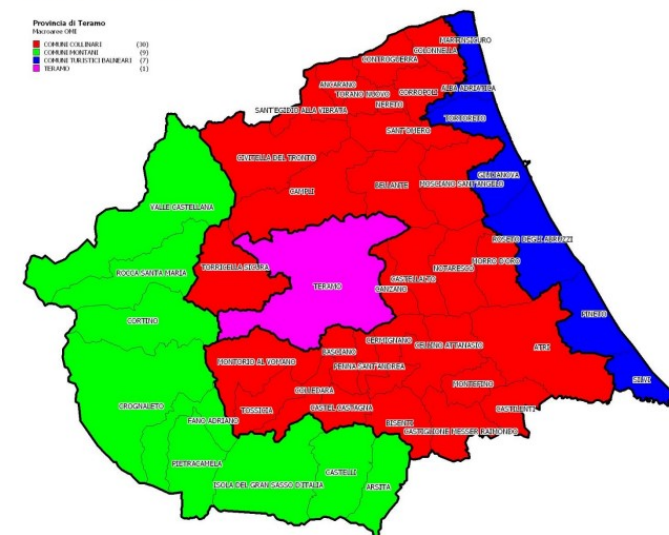 Provincia di Teramo
Macroaree OMI
COMUNI COLLINARI (30)
COMUNI MONTANI (9)
COMUNI TURISTICI BALNEARI (7)
TERAMO (1)
MARTINSICURO
COLONNELLA
CONTROGUERRA
ALBA ADRIATICA
ANCARANO
TORANO NUOVO
CORROPOLI
NERETO
SANT'EGIDIO ALLA VIBRATA
TORTORETO
SANT'OMERO
CIVITELLA DEL TRONTO
GIULIANOVA
CAMPLI
BELLANTE
MOSCIANO SANT'ANGELO
VALLE CASTELLANA
ROSETO DEGLI ABRUZZI
MORRO D'ORO
NOTARESCO
TORRICELLA SICURA
ROCCA SANTA MARIA
CASTELLALTO
TERAMO
CANZANO
PINETO
CORTINO
CERMIGNANO
CELLINO ATTANASIO
ATRI
BASCIANO
MONTORIO AL VOMANO
PENNA SANT'ANDREA
SILVI
MONTEFINO
COLLEDARA
CROGNALETO
TOSSICIA
CASTEL CASTAGNA
CASTILENTI
FANO ADRIANO
BISENTI
CASTIGLIONE MESSER RAIMONDO
PIETRACAMELA
CASTELLI
ISOLA DEL GRAN SASSO D'ITALIA
ARSITA